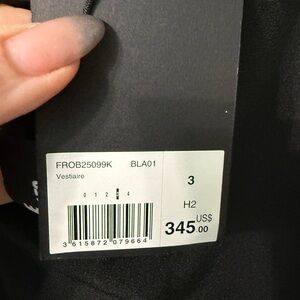 FROB25099K BLA01
Vestiaire
0 1 2 3 4
3 615872 079664
3
H2
345.00 US$